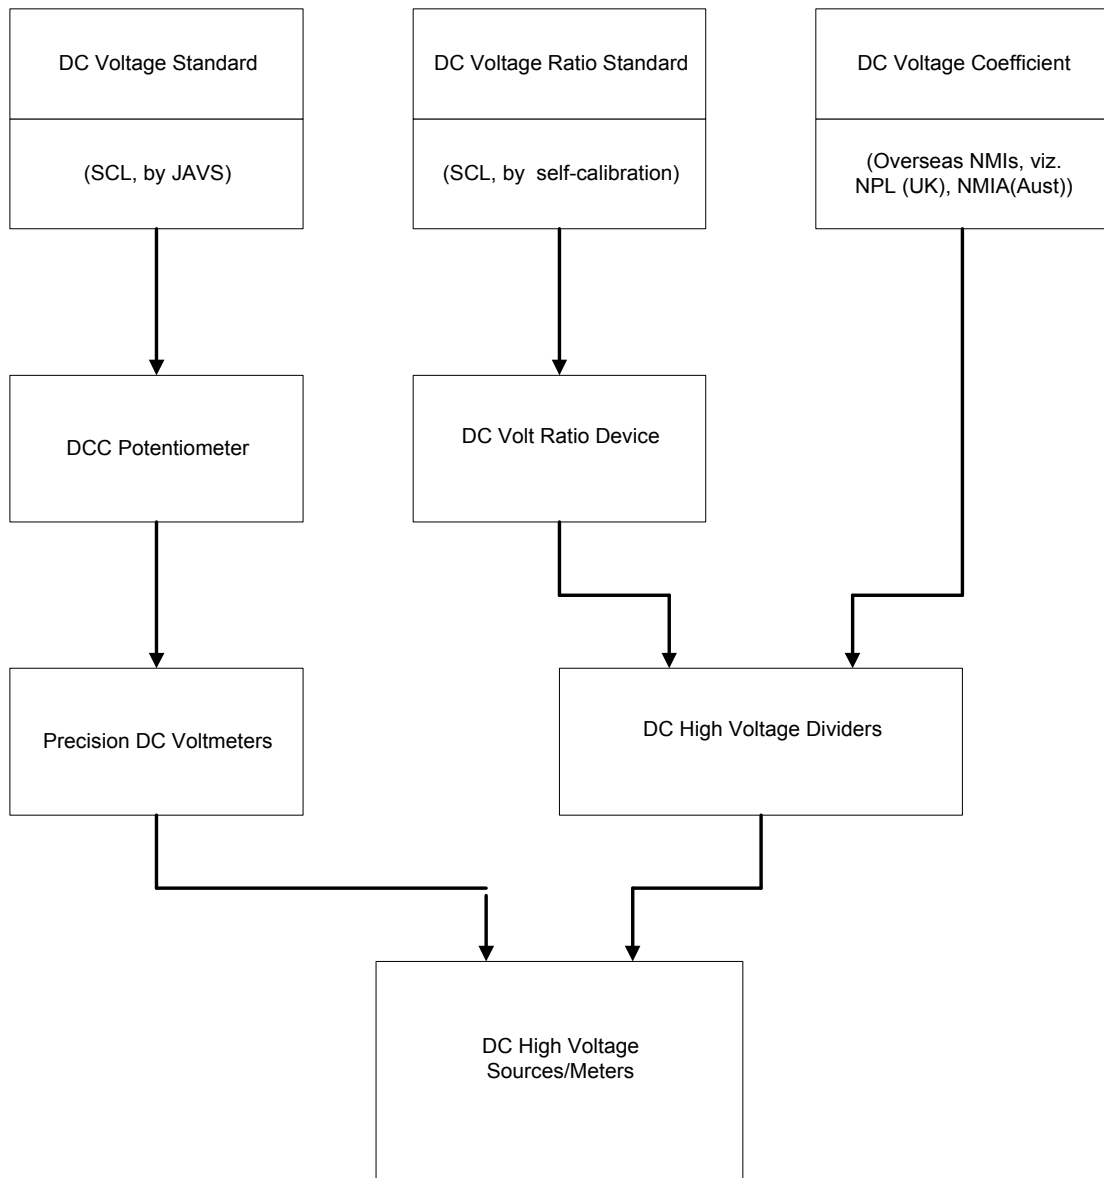 DC Voltage Standard
DC Voltage Ratio Standard
DC Voltage Coefficient
(SCL, by JAVS)
(SCL, by  self-calibration)
(Overseas NMIs, viz.
NPL (UK), NMIA(Aust))
DCC Potentiometer
DC Volt Ratio Device
Precision DC Voltmeters
DC High Voltage Dividers
DC High Voltage
Sources/Meters